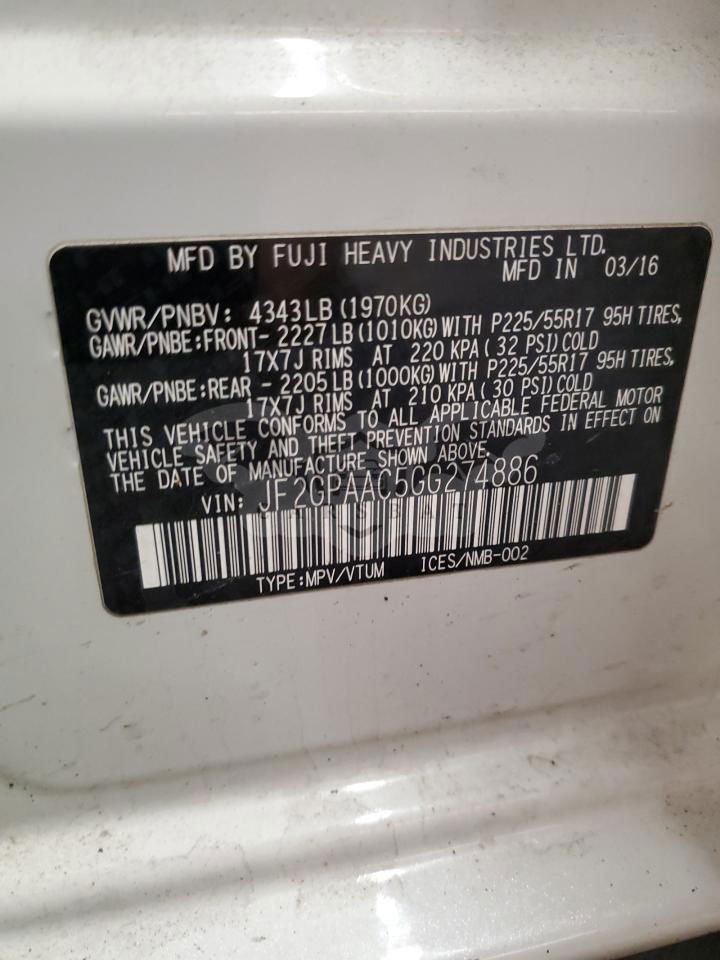 MFD BY FUJI HEAVY INDUSTRIES LTD.
MFD IN 03/16
GVWR/PNBV: 4343LB (1970KG)
GAWR/PNBE:FRONT- 2227LB (1010KG) WITH P225/55R17 95H TIRES,
17X7J RIMS AT 220 KPA ( 32 PSI) COLD
GAWR/PNBE:REAR - 2205LB (1000KG) WITH P225/55R17 95H TIRES,
17X7J RIMS AT 210 KPA ( 30 PSI) COLD
THIS VEHICLE CONFORMS TO ALL APPLICABLE FEDERAL MOTOR
VEHICLE SAFETY AND THEFT PREVENTION STANDARDS IN EFFECT ON
THE DATE OF MANUFACTURE SHOWN ABOVE.
VIN: JF2GPAAC5GG274886
TYPE:MPV/VTUM ICES/NMB-002